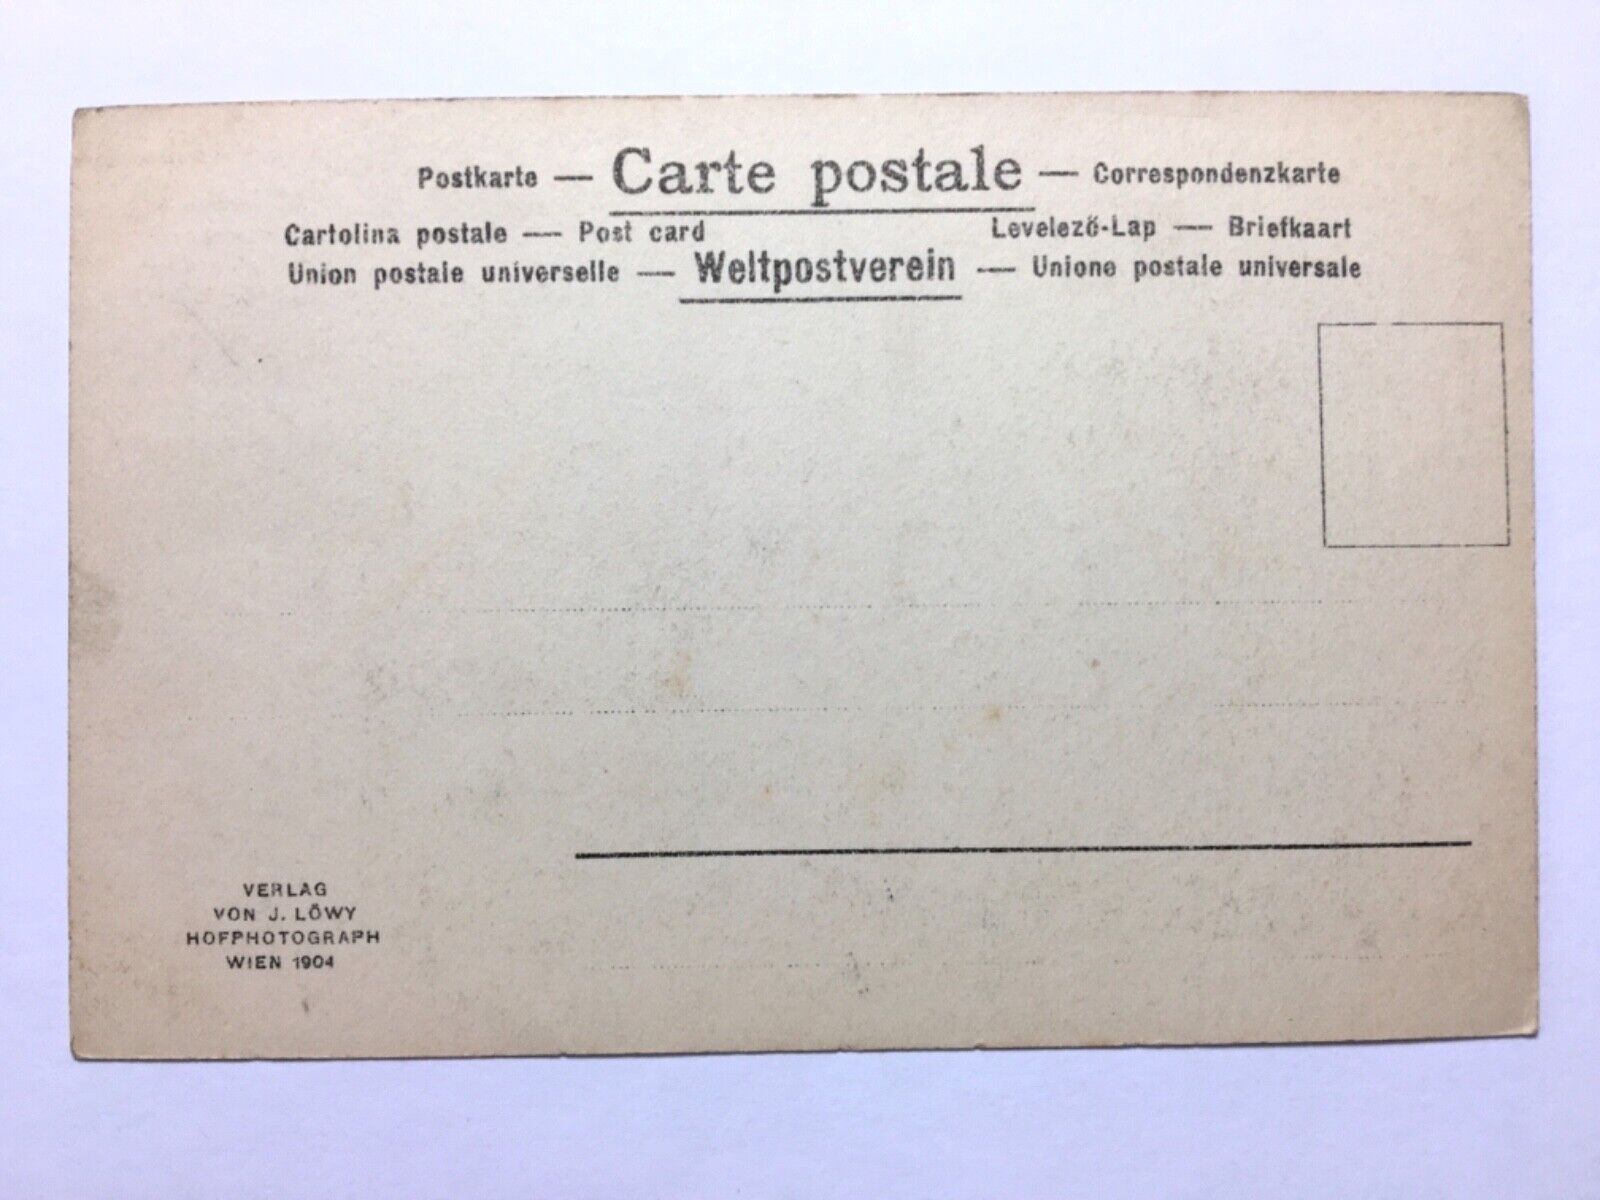 Postkarte — Carte postale — Correspondenzkarte
Cartolina postale — Post card Levelező-Lap — Briefkaart
Union postale universelle — Weltpostverein — Unione postale universale
VERLAG
VON J. LÖWY
HOFPHOTOGRAPH
WIEN 1904